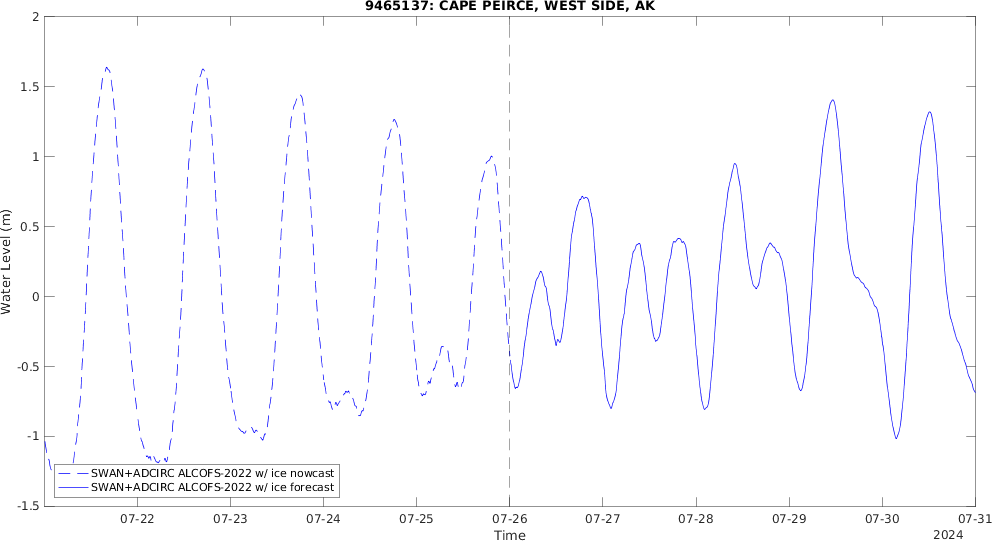 9465137: CAPE PEIRCE, WEST SIDE, AK
2
1.5
1
0.5
0
-0.5
-1
-1.5
Water Level (m)
SWAN+ADCIRC ALCOFS-2022 w/ ice nowcast
SWAN+ADCIRC ALCOFS-2022 w/ ice forecast
07-22 07-23 07-24 07-25 07-26 07-27 07-28 07-29 07-30 07-31
Time
2024